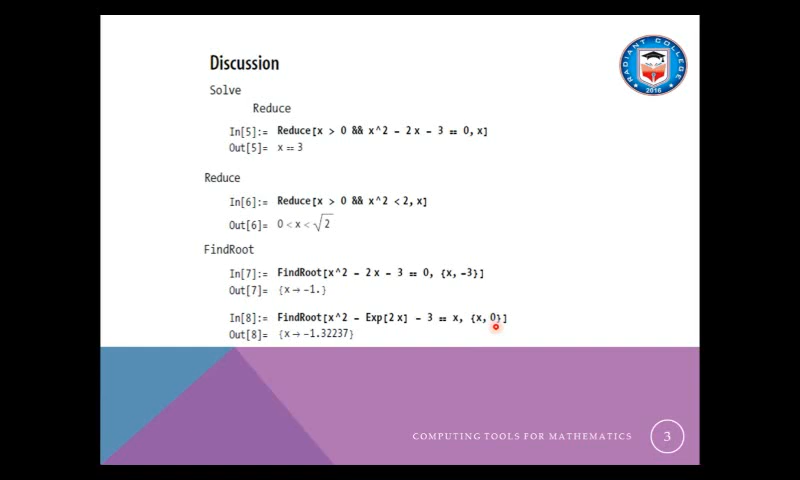 Discussion
Solve
Reduce
In[5]:= Reduce[x > 0 && x^2 - 2 x - 3 == 0, x]
Out[5]= x == 3
Reduce
In[6]:= Reduce[x > 0 && x^2 < 2, x]
Out[6]= 0 < x < √2
FindRoot
In[7]:= FindRoot[x^2 - 2 x - 3 == 0, {x, -3}]
Out[7]= {x → -1.}
In[8]:= FindRoot[x^2 - Exp[2 x] - 3 == x, {x, 0}]
Out[8]= {x → -1.32237}
COMPUTING TOOLS FOR MATHEMATICS 3
RADIANT COLLEGE
2016